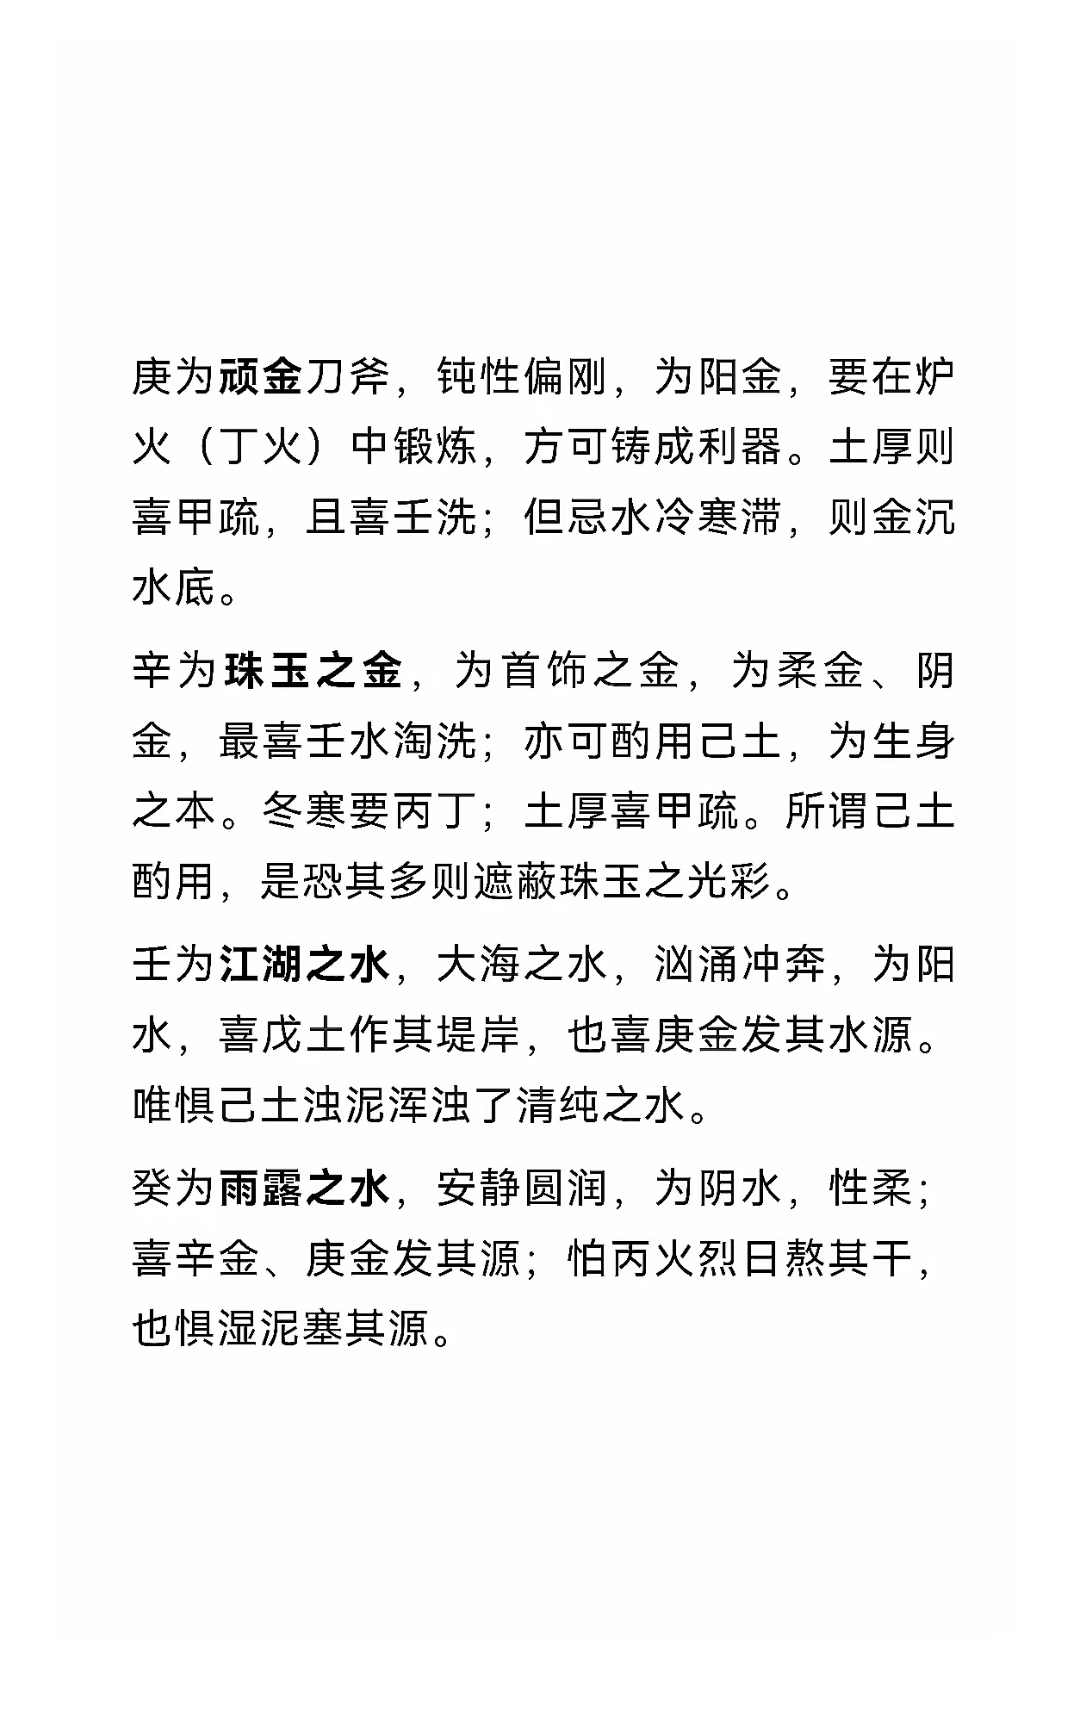 庚为顽金刀斧，钝性偏刚，为阳金，要在炉
火（丁火）中锻炼，方可铸成利器。土厚则
喜甲疏，且喜壬洗；但忌水冷寒滞，则金沉
水底。
辛为珠玉之金，为首饰之金，为柔金、阴
金，最喜壬水淘洗；亦可酌用己土，为生身
之本。冬寒要丙丁；土厚喜甲疏。所谓己土
酌用，是恐其多则遮蔽珠玉之光彩。
壬为江湖之水，大海之水，汹涌冲奔，为阳
水，喜戊土作其堤岸，也喜庚金发其水源。
唯惧己土浊泥浑浊了清纯之水。
癸为雨露之水，安静圆润，为阴水，性柔；
喜辛金、庚金发其源；怕丙火烈日熬其干，
也惧湿泥塞其源。